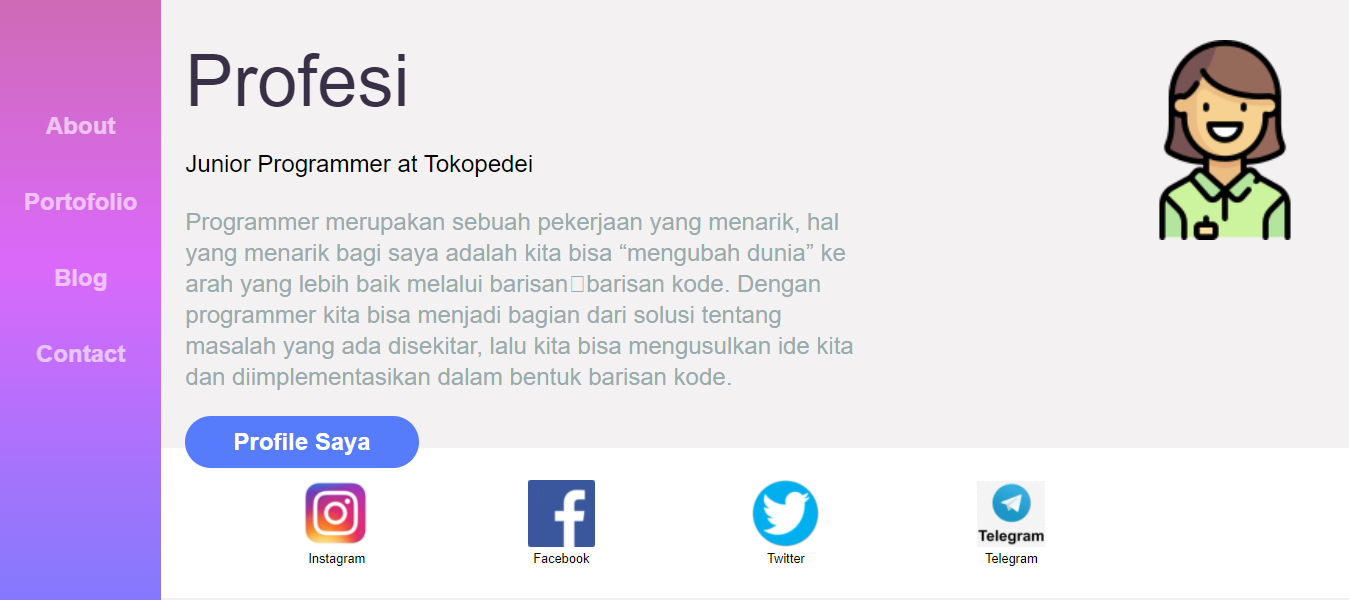 About
Portofolio
Blog
Contact
Profesi
Junior Programmer at Tokopedei
Programmer merupakan sebuah pekerjaan yang menarik, hal
yang menarik bagi saya adalah kita bisa “mengubah dunia” ke
arah yang lebih baik melalui barisan▯barisan kode. Dengan
programmer kita bisa menjadi bagian dari solusi tentang
masalah yang ada disekitar, lalu kita bisa mengusulkan ide kita
dan diimplementasikan dalam bentuk barisan kode.
Profile Saya
Telegram
Instagram
Facebook
Twitter
Telegram